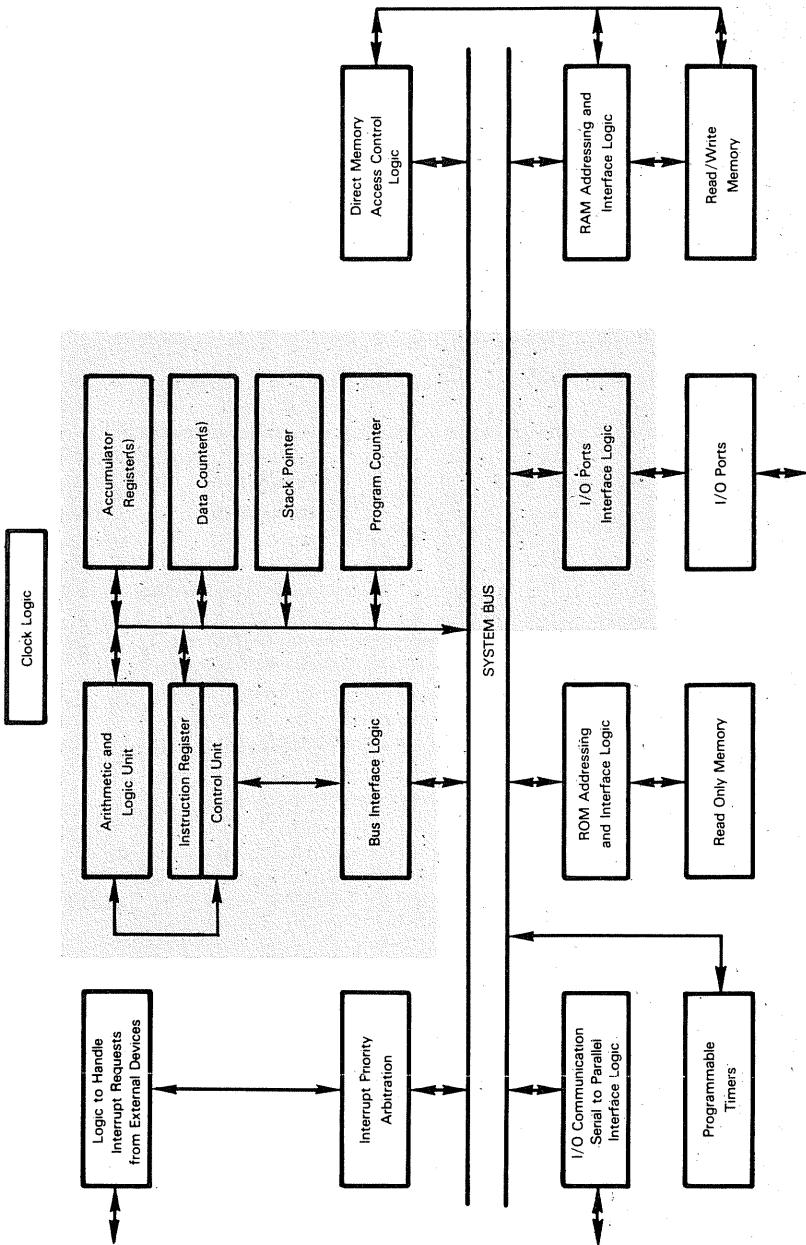 Clock Logic
Logic to Handle
Interrupt Requests
from External Devices
Arithmetic and
Logic Unit
Accumulator
Register(s)
Instruction Register
Control Unit
Data Counter(s)
Stack Pointer
Interrupt Priority
Arbitration
Bus Interface Logic
Program Counter
Direct Memory
Access Control
Logic
SYSTEM BUS
I/O Communication
Serial to Parallel
Interface Logic
ROM Addressing
and Interface Logic
I/O Ports
Interface Logic
RAM Addressing and
Interface Logic
Programmable
Timers
Read Only Memory
I/O Ports
Read/Write
Memory